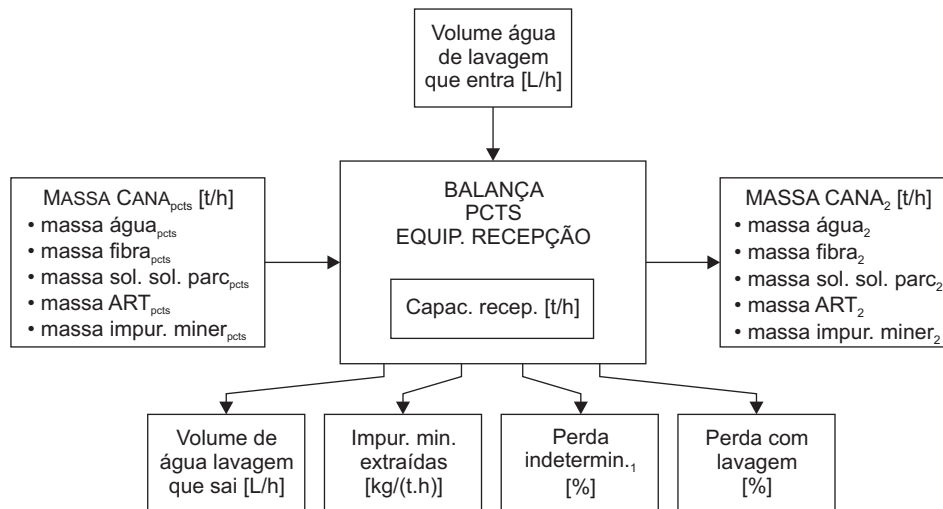 Volume água
de lavagem
que entra [L/h]
MASSA CANApcts [t/h]
• massa águapcts
• massa fibrapcts
• massa sol. sol. parcpcts
• massa ARTpcts
• massa impur. minerpcts
BALANÇA
PCTS
EQUIP. RECEPÇÃO
Capac. recep. [t/h]
MASSA CANA2 [t/h]
• massa água2
• massa fibra2
• massa sol. sol. parc2
• massa ART2
• massa impur. miner2
Volume de
água lavagem
que sai [L/h]
Impur. min.
extraídas
[kg/(t.h)]
Perda
indetermin.1
[%]
Perda com
lavagem
[%]